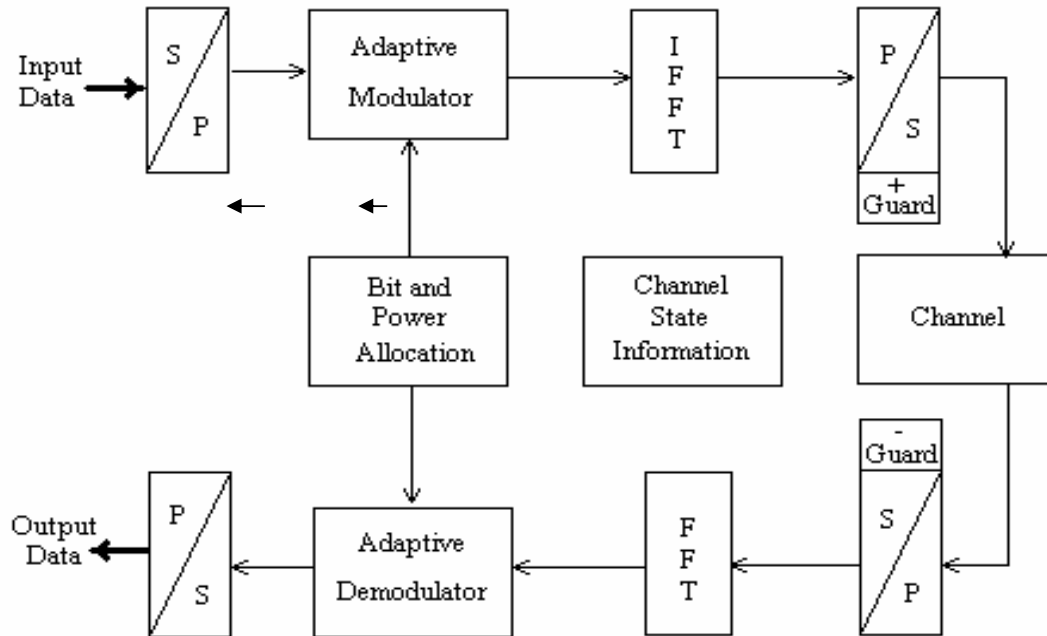 Input
Data
S
P
Adaptive
Modulator
I
F
F
T
P
S
+
Guard
Bit and
Power
Allocation
Channel
State
Information
Channel
Output
Data
P
S
Adaptive
Demodulator
F
F
T
-
Guard
S
P